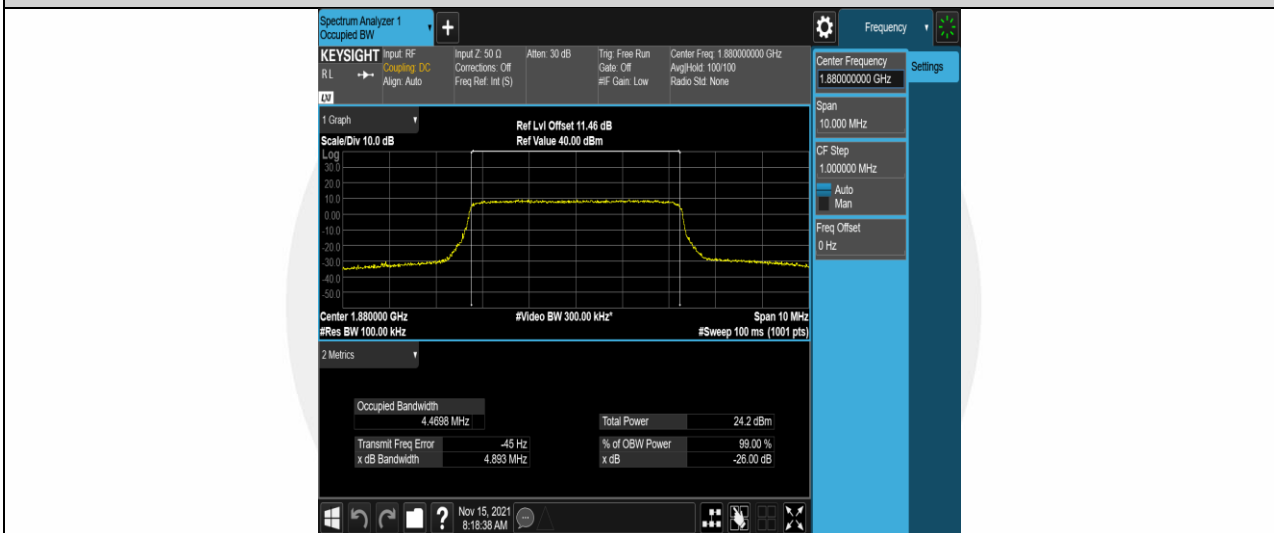 Spectrum Analyzer 1
Occupied BW
+
Frequency
KEYSIGHT
RL
LXI
Input: RF
Coupling: DC
Align: Auto
Input Z: 50 Ω
Corrections: Off
Freq Ref: Int (S)
Atten: 30 dB
Trig: Free Run
Gate: Off
#IF Gain: Low
Center Freq: 1.880000000 GHz
Avg|Hold: 100/100
Radio Std: None
Center Frequency
1.880000000 GHz
Settings
Span
10.000 MHz
CF Step
1.000000 MHz
Auto
Man
Freq Offset
0 Hz
1 Graph
Scale/Div 10.0 dB
Ref Lvl Offset 11.46 dB
Ref Value 40.00 dBm
Log
30.0
20.0
10.0
0.00
-10.0
-20.0
-30.0
-40.0
-50.0
Center 1.880000 GHz
#Video BW 300.00 kHz*
Span 10 MHz
#Res BW 100.00 kHz
#Sweep 100 ms (1001 pts)
2 Metrics
Occupied Bandwidth
4.4698 MHz
Total Power 24.2 dBm
Transmit Freq Error -45 Hz
% of OBW Power 99.00 %
x dB Bandwidth 4.893 MHz
x dB -26.00 dB
?
Nov 15, 2021
8:18:38 AM